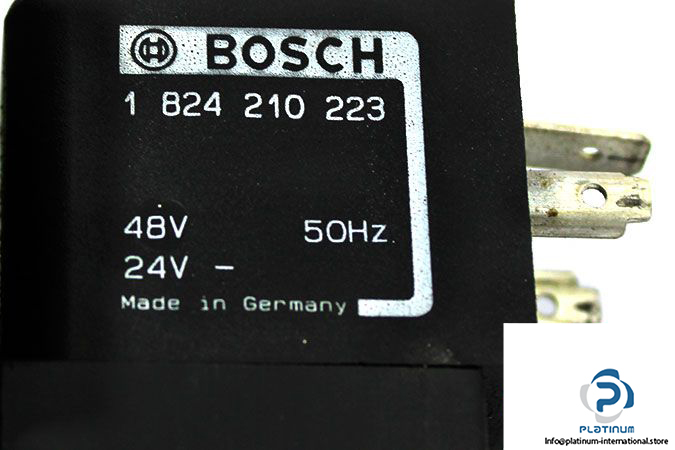 BOSCH
1 824 210 223
48V 50Hz
24V -
Made in Germany
PLATINUM
Info@platinum-international.store